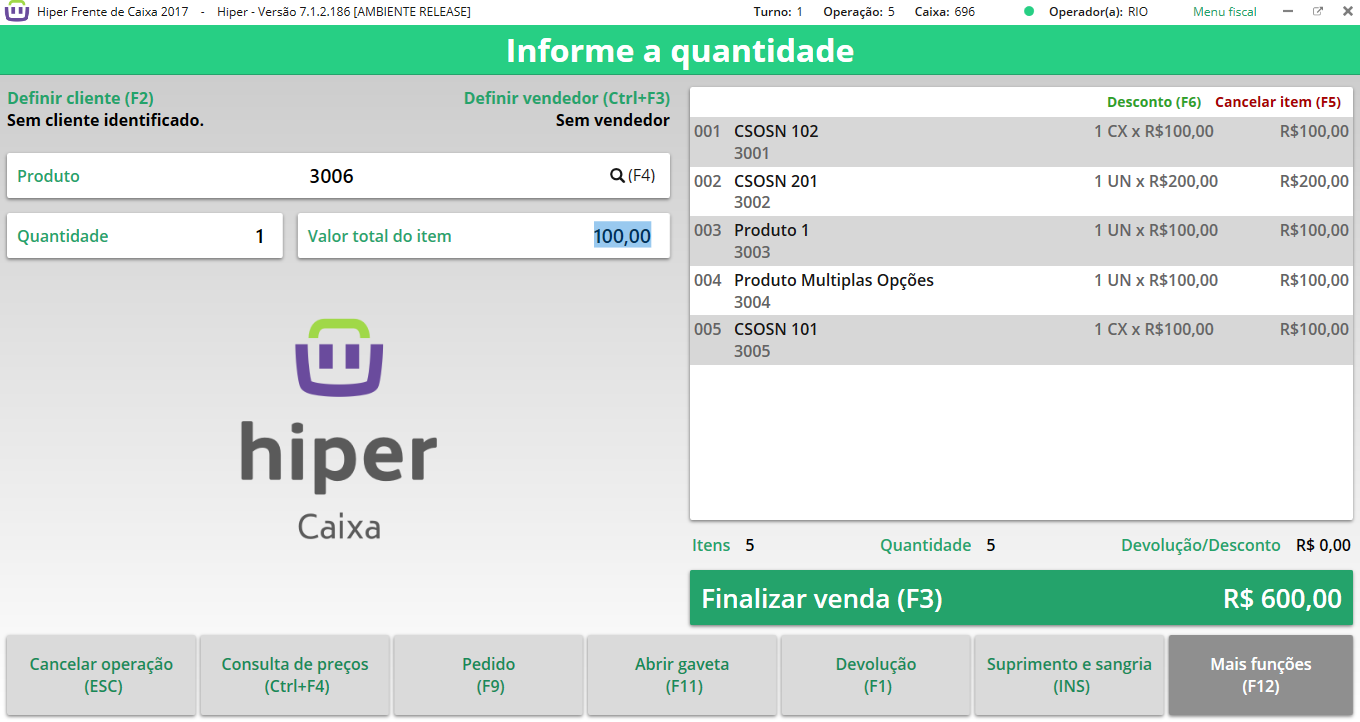 Hiper Frente de Caixa 2017 - Hiper - Versão 7.1.2.186 [AMBIENTE RELEASE] Turno: 1 Operação: 5 Caixa: 696 Operador(a): RIO Menu fiscal
Informe a quantidade
Definir cliente (F2) Definir vendedor (Ctrl+F3)
Sem cliente identificado. Sem vendedor
Produto 3006 (F4)
Quantidade 1 Valor total do item 100,00
hiper
Caixa
Desconto (F6) Cancelar item (F5)
001 CSOSN 102 1 CX x R$100,00 R$100,00
3001
002 CSOSN 201 1 UN x R$200,00 R$200,00
3002
003 Produto 1 1 UN x R$100,00 R$100,00
3003
004 Produto Multiplas Opções 1 UN x R$100,00 R$100,00
3004
005 CSOSN 101 1 CX x R$100,00 R$100,00
3005
Itens 5 Quantidade 5 Devolução/Desconto R$ 0,00
Finalizar venda (F3) R$ 600,00
Cancelar operação
(ESC)
Consulta de preços
(Ctrl+F4)
Pedido
(F9)
Abrir gaveta
(F11)
Devolução
(F1)
Suprimento e sangria
(INS)
Mais funções
(F12)